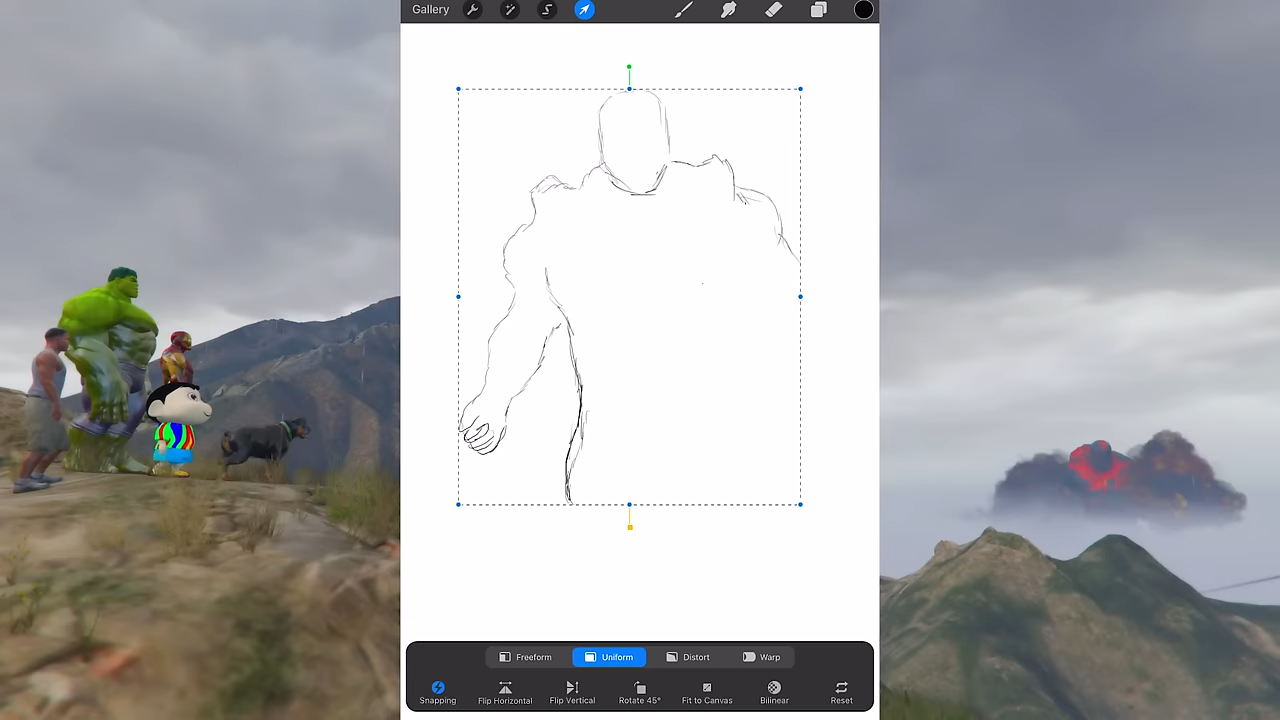 Gallery
Freeform Uniform Distort Warp
Snapping Flip Horizontal Flip Vertical Rotate 45° Fit to Canvas Bilinear Reset